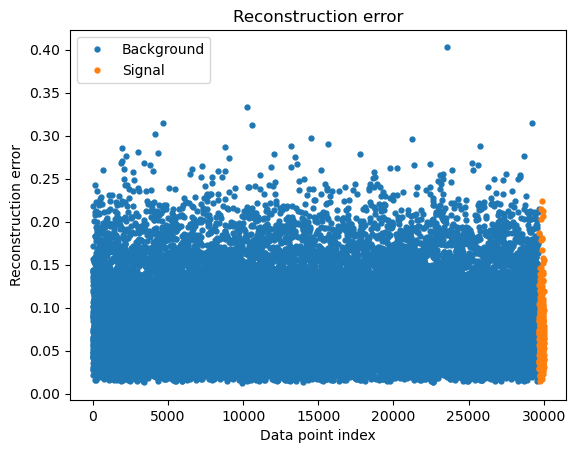 Reconstruction error
Background
Signal
Reconstruction error
0.40
0.35
0.30
0.25
0.20
0.15
0.10
0.05
0.00
0 5000 10000 15000 20000 25000 30000
Data point index